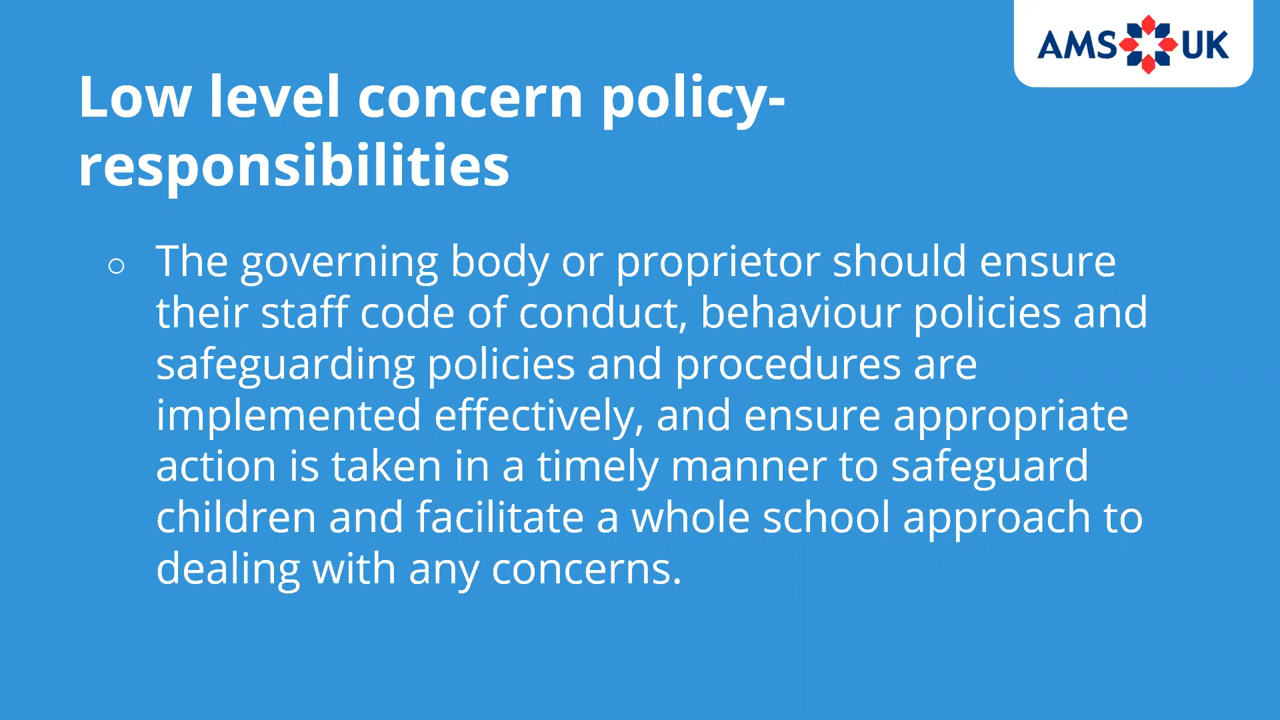 AMS UK
Low level concern policy-
responsibilities
○ The governing body or proprietor should ensure
their staff code of conduct, behaviour policies and
safeguarding policies and procedures are
implemented effectively, and ensure appropriate
action is taken in a timely manner to safeguard
children and facilitate a whole school approach to
dealing with any concerns.